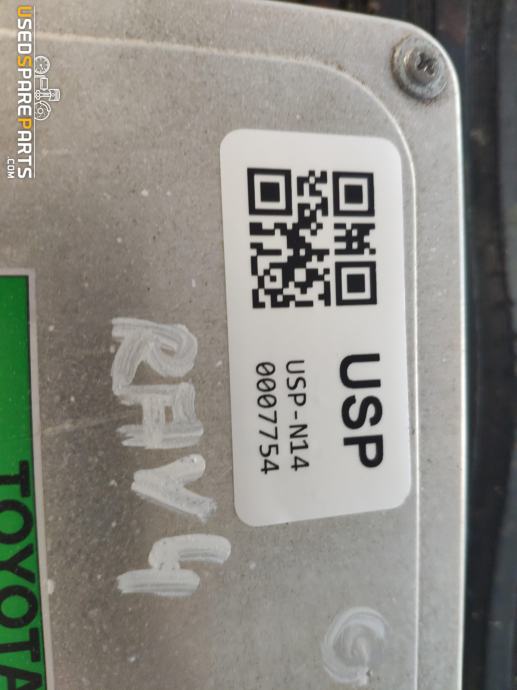 USEDSPAREPARTS
.COM
USP
USP-N14
0007754
RAV4
TOYOTA